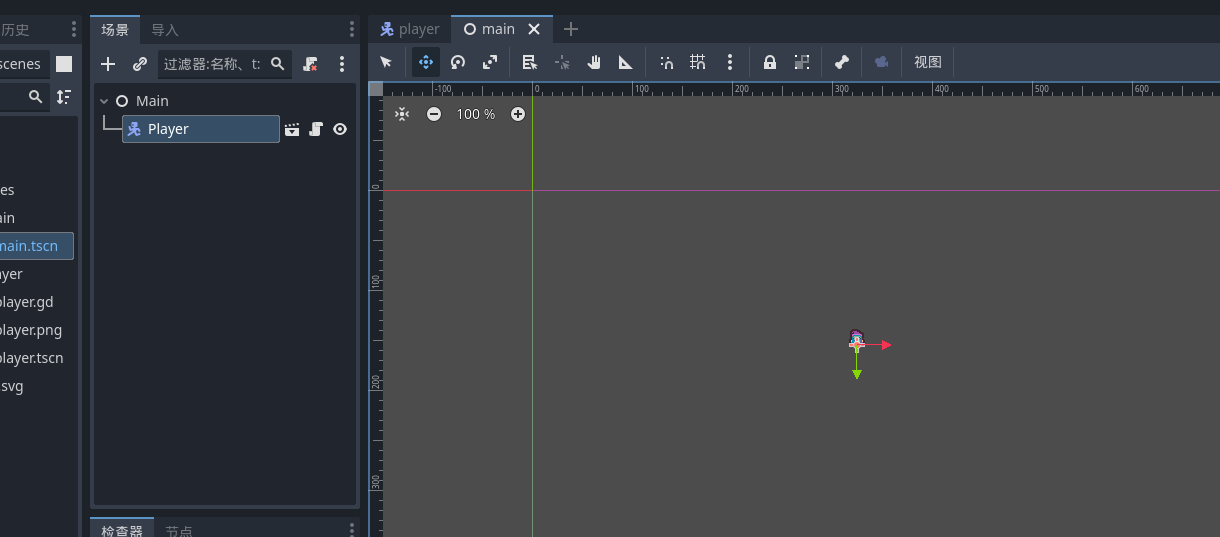 历史
场景 导入
player
main
scenes
过滤器:名称、t:
视图
Main
Player
100 %
-100 0 100 200 300 400 500 600
0
100
200
300
es
ain
main.tscn
ayer
player.gd
player.png
player.tscn
.svg
检查器 节点